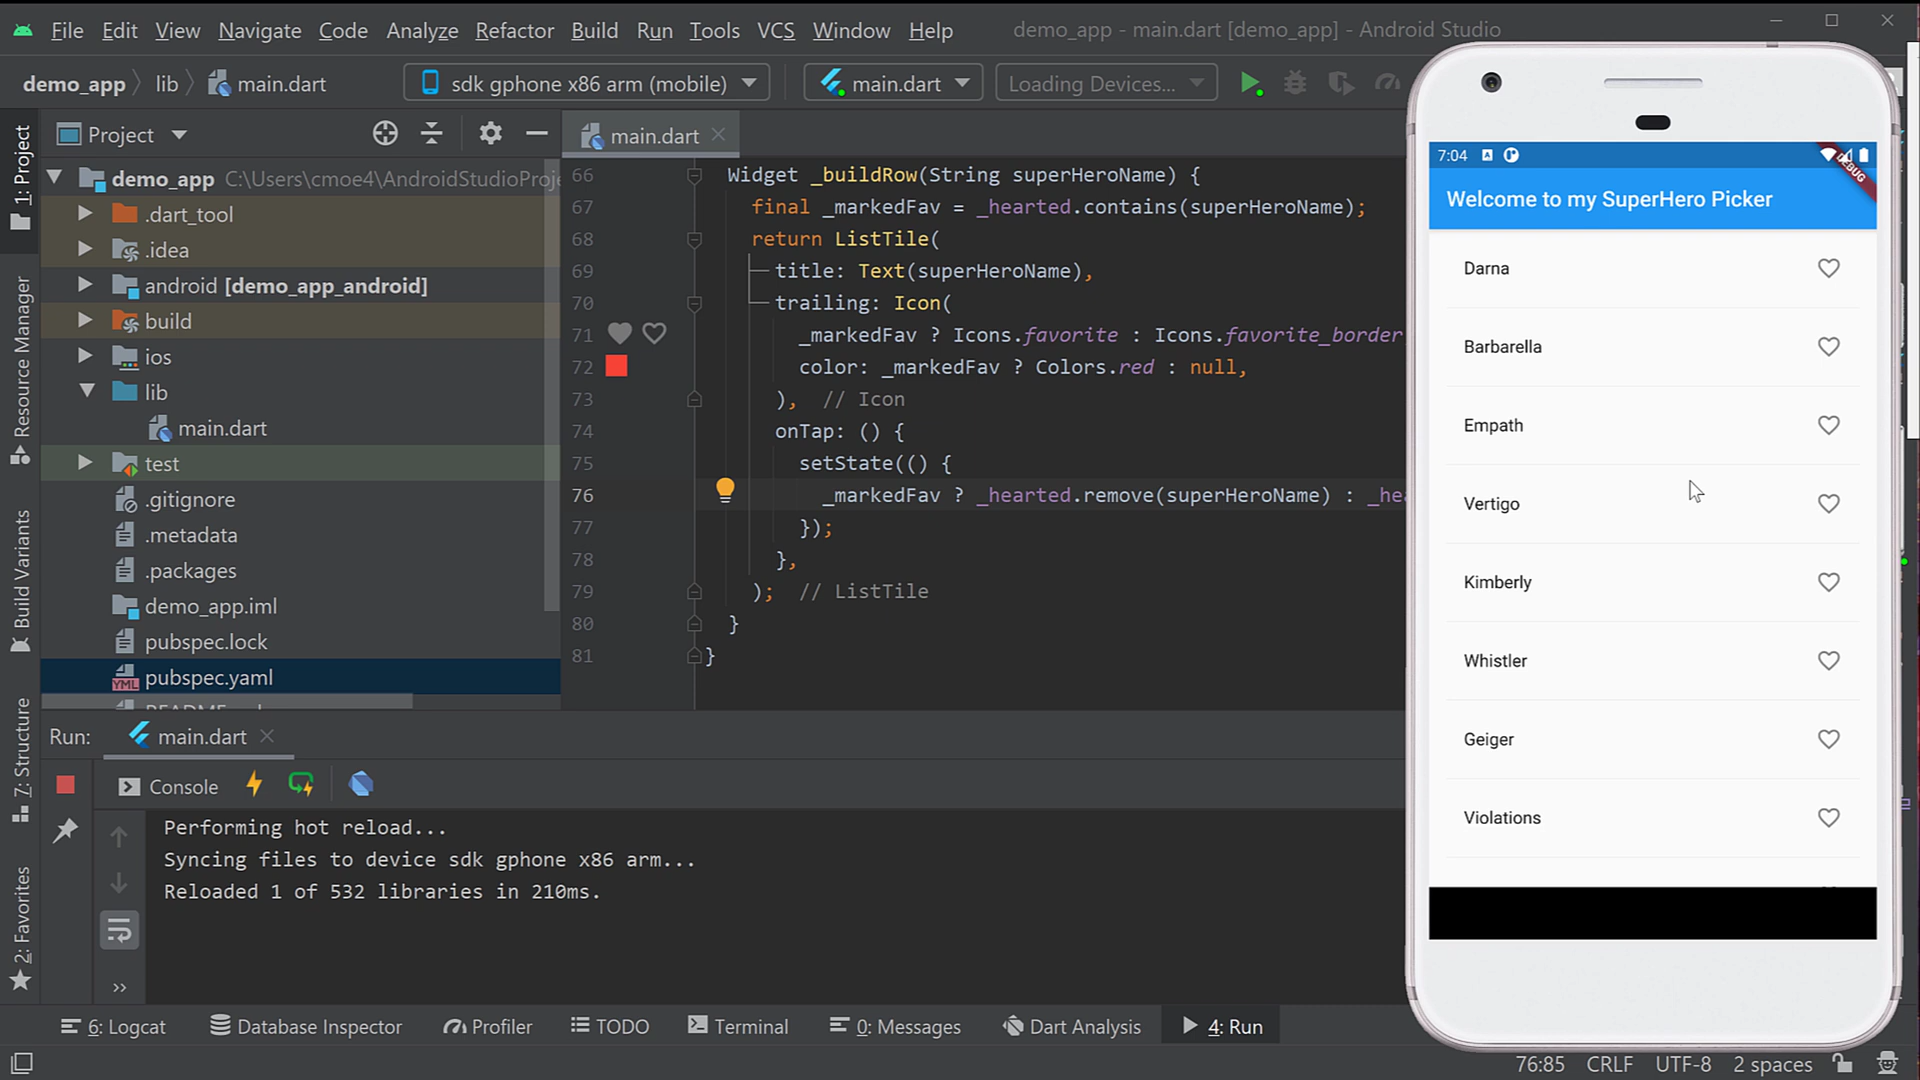 File Edit View Navigate Code Analyze Refactor Build Run Tools VCS Window Help
demo_app - main.dart [demo_app] - Android Studio
demo_app lib main.dart
sdk gphone x86 arm (mobile)
main.dart
Loading Devices...
1: Project
Resource Manager
Build Variants
7: Structure
2: Favorites
Project
demo_app C:\Users\cmoe4\AndroidStudioProje
.dart_tool
.idea
android [demo_app_android]
build
ios
lib
main.dart
test
.gitignore
.metadata
.packages
demo_app.iml
pubspec.lock
YML pubspec.yaml
main.dart
66 Widget _buildRow(String superHeroName) {
67 final _markedFav = _hearted.contains(superHeroName);
68 return ListTile(
69 title: Text(superHeroName),
70 trailing: Icon(
71 _markedFav ? Icons.favorite : Icons.favorite_border
72 color: _markedFav ? Colors.red : null,
73 ), // Icon
74 onTap: () {
75 setState(() {
76 _markedFav ? _hearted.remove(superHeroName) : _hea
77 });
78 },
79 ); // ListTile
80 }
81 }
Run: main.dart
Console
Performing hot reload...
Syncing files to device sdk gphone x86 arm...
Reloaded 1 of 532 libraries in 210ms.
6: Logcat Database Inspector Profiler TODO Terminal 0: Messages Dart Analysis 4: Run
76:85 CRLF UTF-8 2 spaces
7:04
DEBUG
Welcome to my SuperHero Picker
Darna
Barbarella
Empath
Vertigo
Kimberly
Whistler
Geiger
Violations